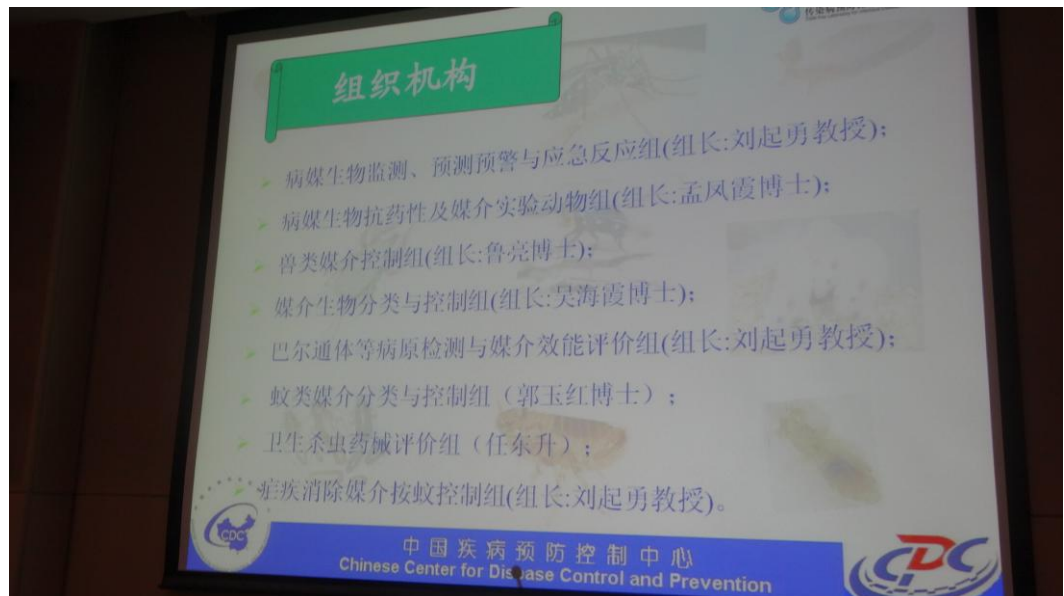 组织机构
病媒生物监测、预测预警与应急反应组(组长:刘起勇教授);
病媒生物抗药性及媒介实验动物组(组长:孟凤霞博士);
兽类媒介控制组(组长:鲁亮博士);
媒介生物分类与控制组(组长:吴海霞博士);
巴尔通体等病原检测与媒介效能评价组(组长:刘起勇教授);
蚊类媒介分类与控制组（郭玉红博士）;
卫生杀虫药械评价组（任东升）;
疟疾消除媒介按蚊控制组(组长:刘起勇教授)。
CDC
中国疾病预防控制中心
Chinese Center for Disease Control and Prevention
CDC